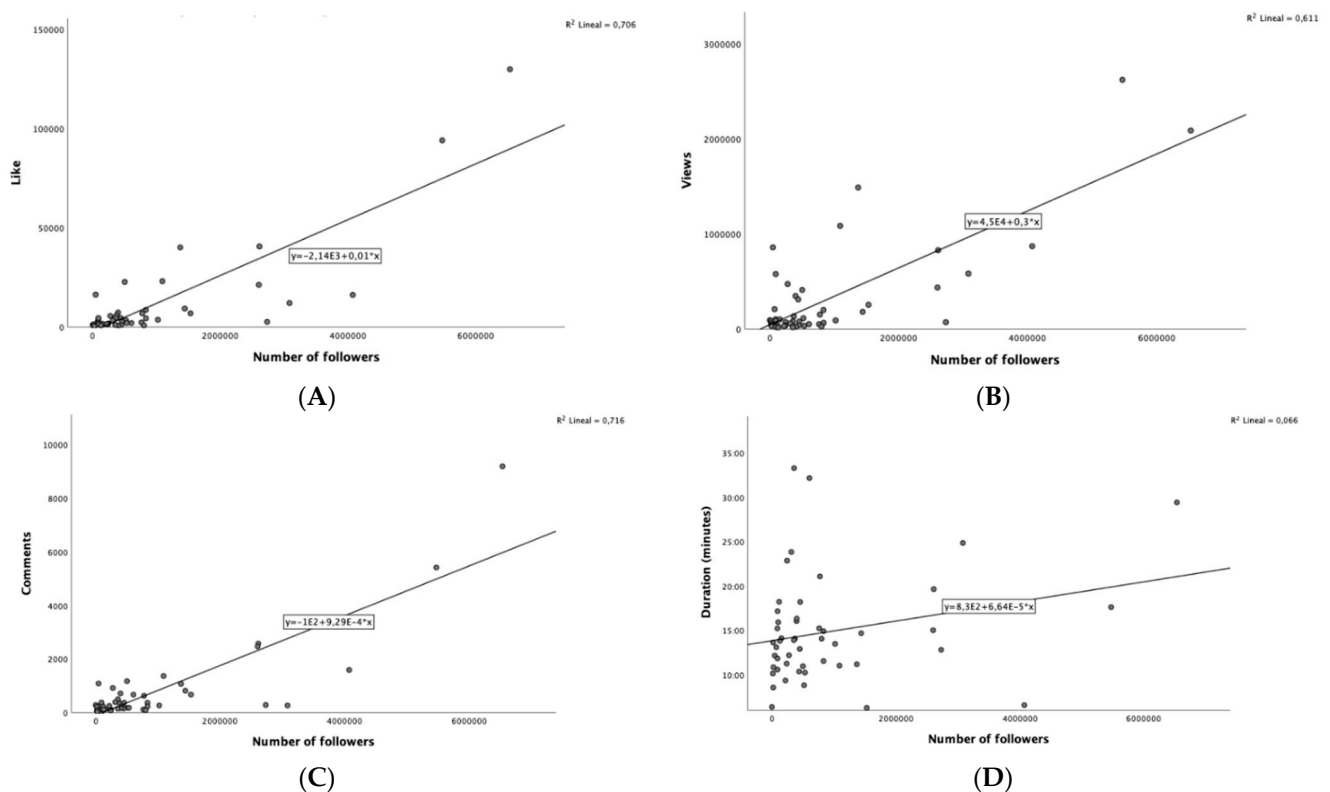 R² Lineal = 0,706
150000
100000
50000
0
Like
y=-2,14E3+0,01*x
0
2000000
4000000
6000000
Number of followers
(A)
R² Lineal = 0,611
3000000
2000000
1000000
0
Views
y=4,5E4+0,3*x
0
2000000
4000000
6000000
Number of followers
(B)
R² Lineal = 0,716
10000
8000
6000
4000
2000
0
Comments
y=-1E2+9,29E-4*x
0
2000000
4000000
6000000
Number of followers
(C)
R² Lineal = 0,066
35:00
30:00
25:00
20:00
15:00
10:00
Duration (minutes)
y=8,3E2+6,64E-5*x
0
2000000
4000000
6000000
Number of followers
(D)